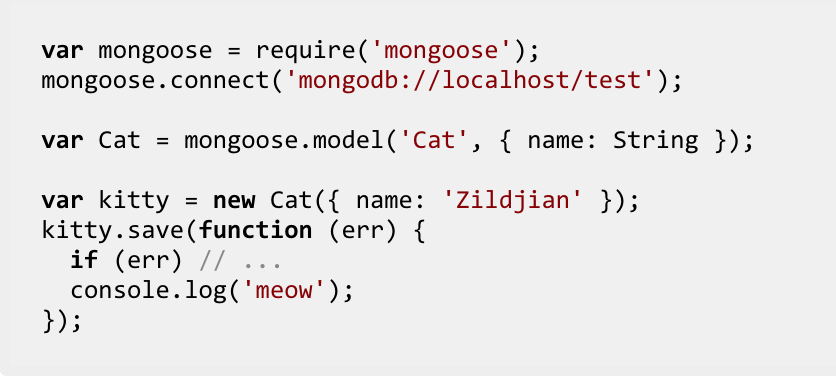 var mongoose = require('mongoose');
mongoose.connect('mongodb://localhost/test');
var Cat = mongoose.model('Cat', { name: String });
var kitty = new Cat({ name: 'Zildjian' });
kitty.save(function (err) {
  if (err) // ...
  console.log('meow');
});